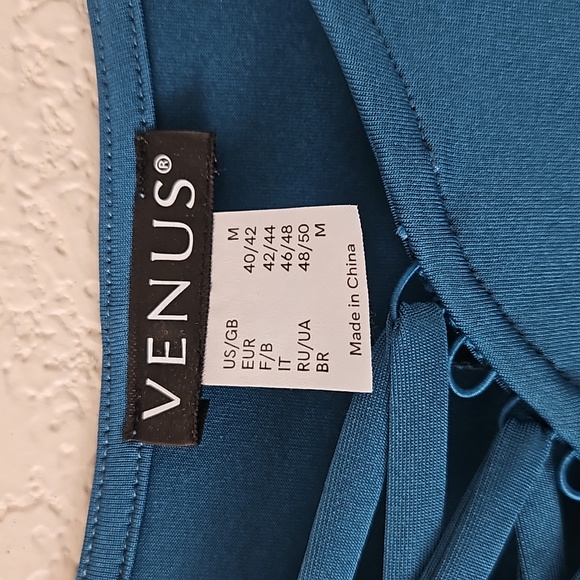 VENUS®
US/GB M
EUR 40/42
F/B 42/44
IT 46/48
RU/UA 48/50
BR M
Made in China